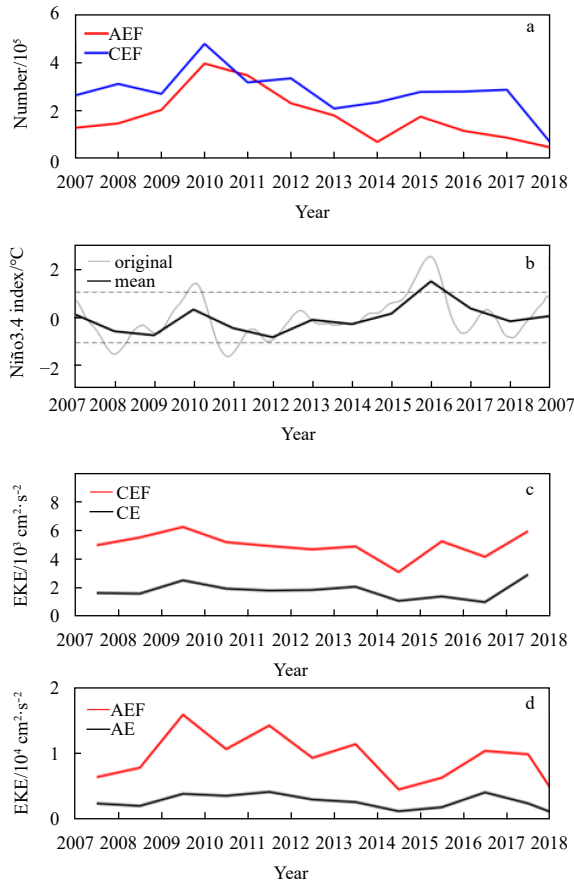 6
a
AEF
CEF
4
Number/10⁵
2
0
2007 2008 2009 2010 2011 2012 2013 2014 2015 2016 2017 2018
Year
b
original
mean
2
Niño3.4 index/°C
0
−2
2007 2008 2009 2010 2011 2012 2013 2014 2015 2016 2017 2018 2007
Year
c
CEF
CE
8
6
EKE/10³ cm²·s⁻²
4
2
0
2007 2008 2009 2010 2011 2012 2013 2014 2015 2016 2017 2018
Year
2
d
AEF
AE
EKE/10⁴ cm²·s⁻²
1
0
2007 2008 2009 2010 2011 2012 2013 2014 2015 2016 2017 2018
Year